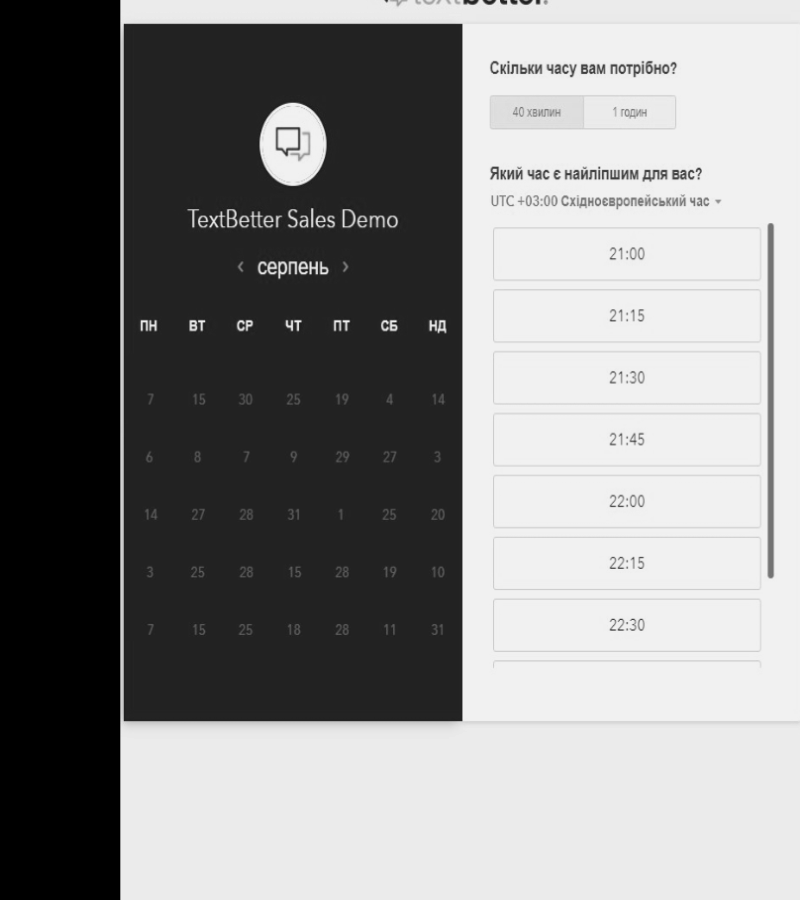 textbetter.
TextBetter Sales Demo
‹ серпень ›
ПН ВТ СР ЧТ ПТ СБ НД
7 15 30 25 19 4 14
6 8 7 9 29 27 3
14 27 28 31 1 25 20
3 25 28 15 28 19 10
7 15 25 18 28 11 31
Скільки часу вам потрібно?
40 хвилин 1 годин
Який час є найліпшим для вас?
UTC +03:00 Східноєвропейський час
21:00
21:15
21:30
21:45
22:00
22:15
22:30